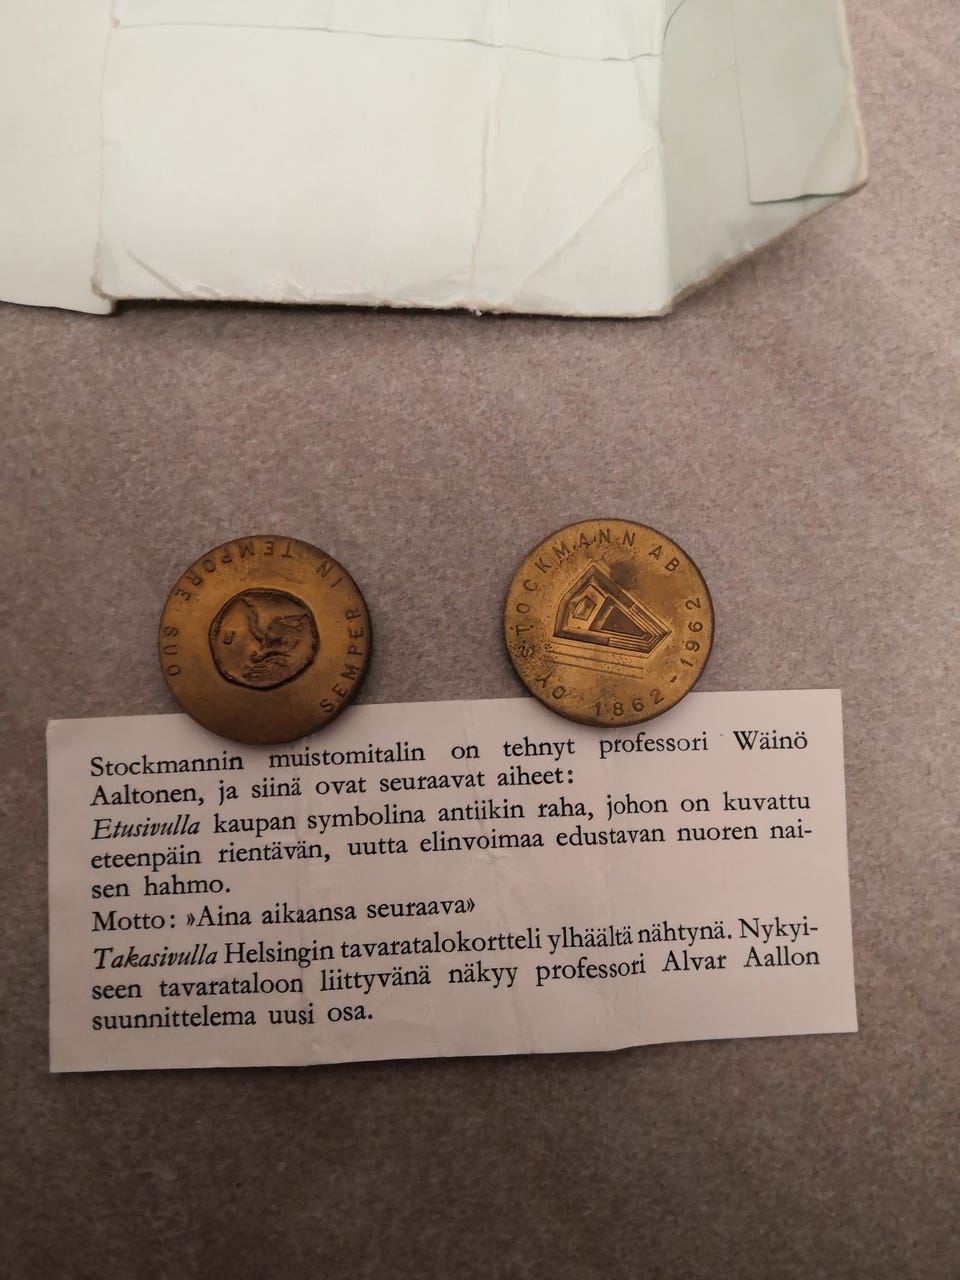 SEMPER IN TEMPORE SUO
OY STOCKMANN AB
1862-1962
Stockmannin muistomitalin on tehnyt professori Wäinö
Aaltonen, ja siinä ovat seuraavat aiheet:
Etusivulla kaupan symbolina antiikin raha, johon on kuvattu
eteenpäin rientävän, uutta elinvoimaa edustavan nuoren nai-
sen hahmo.
Motto: »Aina aikaansa seuraava»
Takasivulla Helsingin tavaratalokortteli ylhäältä nähtynä. Nykyi-
seen tavarataloon liittyvänä näkyy professori Alvar Aallon
suunnittelema uusi osa.